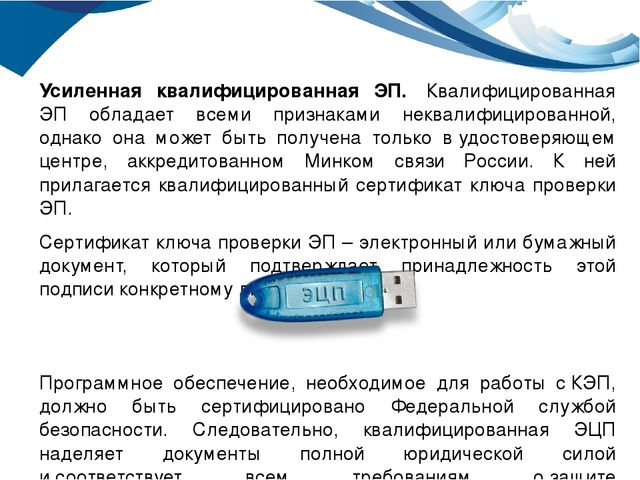 Усиленная квалифицированная ЭП. Квалифицированная
ЭП обладает всеми признаками неквалифицированной,
однако она может быть получена только в удостоверяющем
центре, аккредитованном Минком связи России. К ней
прилагается квалифицированный сертификат ключа проверки
ЭП.
Сертификат ключа проверки ЭП – электронный или бумажный
документ, который подтверждает принадлежность этой
подписи конкретному
ЭЦП
Программное обеспечение, необходимое для работы с КЭП,
должно быть сертифицировано Федеральной службой
безопасности. Следовательно, квалифицированная ЭЦП
наделяет документы полной юридической силой
и соответствует всем требованиям о защите